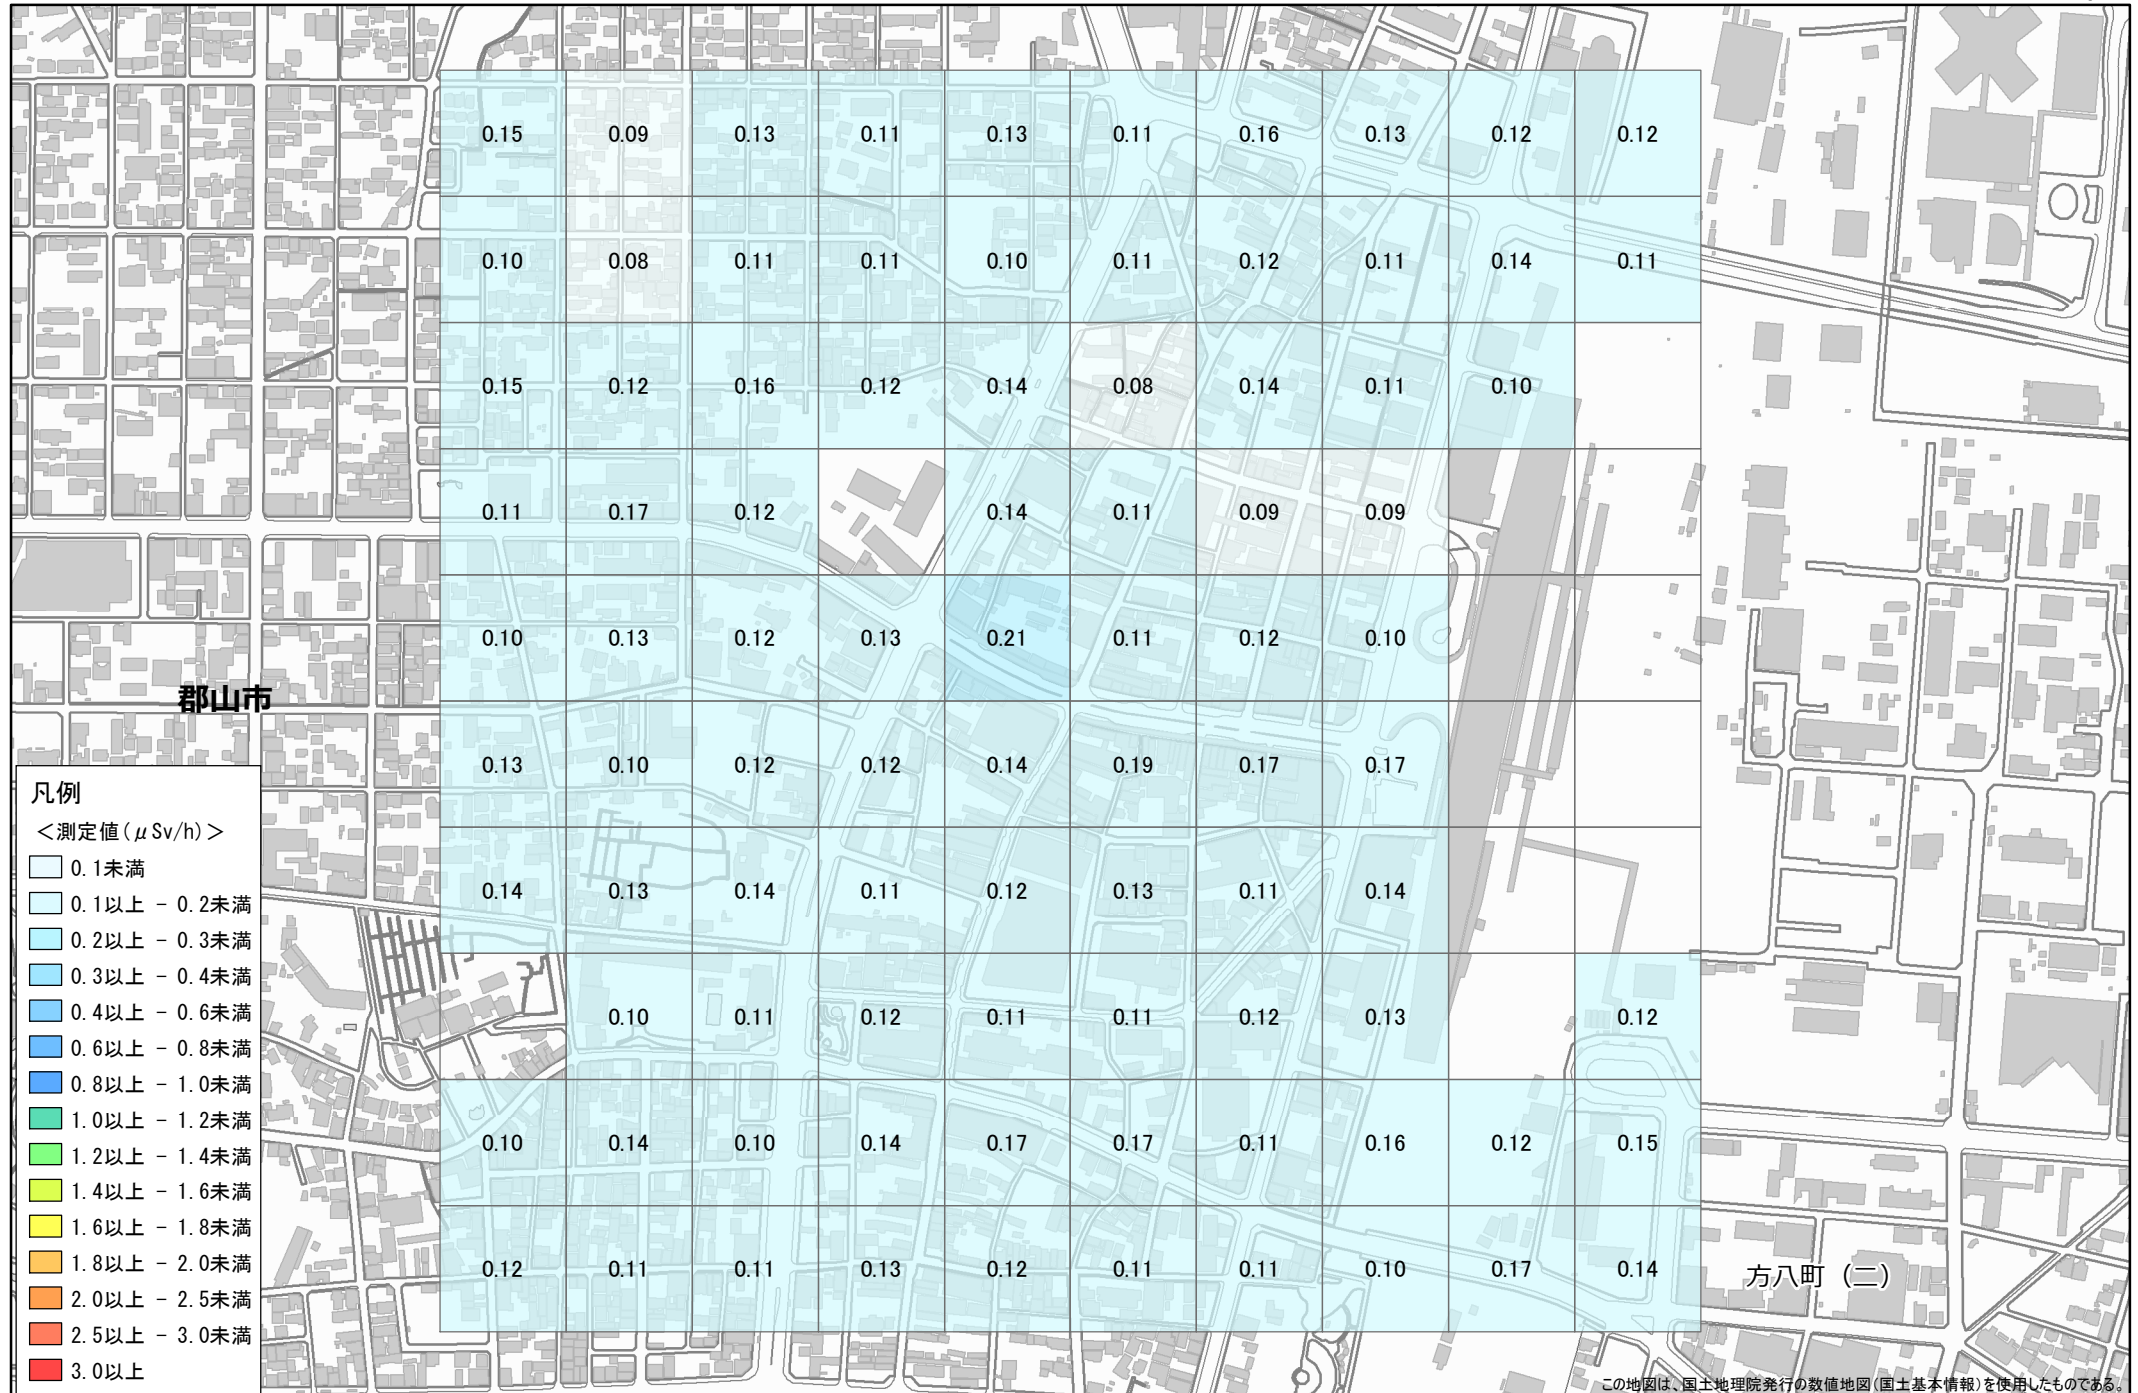 0.15 0.09 0.13 0.11 0.13 0.11 0.16 0.13 0.12 0.12
0.10 0.08 0.11 0.11 0.10 0.11 0.12 0.11 0.14 0.11
0.15 0.12 0.16 0.12 0.14 0.08 0.14 0.11 0.10
0.11 0.17 0.12 0.14 0.11 0.09 0.09
0.10 0.13 0.12 0.13 0.21 0.11 0.12 0.10
郡山市
0.13 0.10 0.12 0.12 0.14 0.19 0.17 0.17
0.14 0.13 0.14 0.11 0.12 0.13 0.11 0.14
0.10 0.11 0.12 0.11 0.11 0.12 0.13 0.12
0.10 0.14 0.10 0.14 0.17 0.17 0.11 0.16 0.12 0.15
0.12 0.11 0.11 0.13 0.12 0.11 0.11 0.10 0.17 0.14
方八町（二）
凡例
＜測定値（μSv/h）＞
0.1未満
0.1以上 － 0.2未満
0.2以上 － 0.3未満
0.3以上 － 0.4未満
0.4以上 － 0.6未満
0.6以上 － 0.8未満
0.8以上 － 1.0未満
1.0以上 － 1.2未満
1.2以上 － 1.4未満
1.4以上 － 1.6未満
1.6以上 － 1.8未満
1.8以上 － 2.0未満
2.0以上 － 2.5未満
2.5以上 － 3.0未満
3.0以上
この地図は、国土地理院発行の数値地図（国土基本情報）を使用したものである。